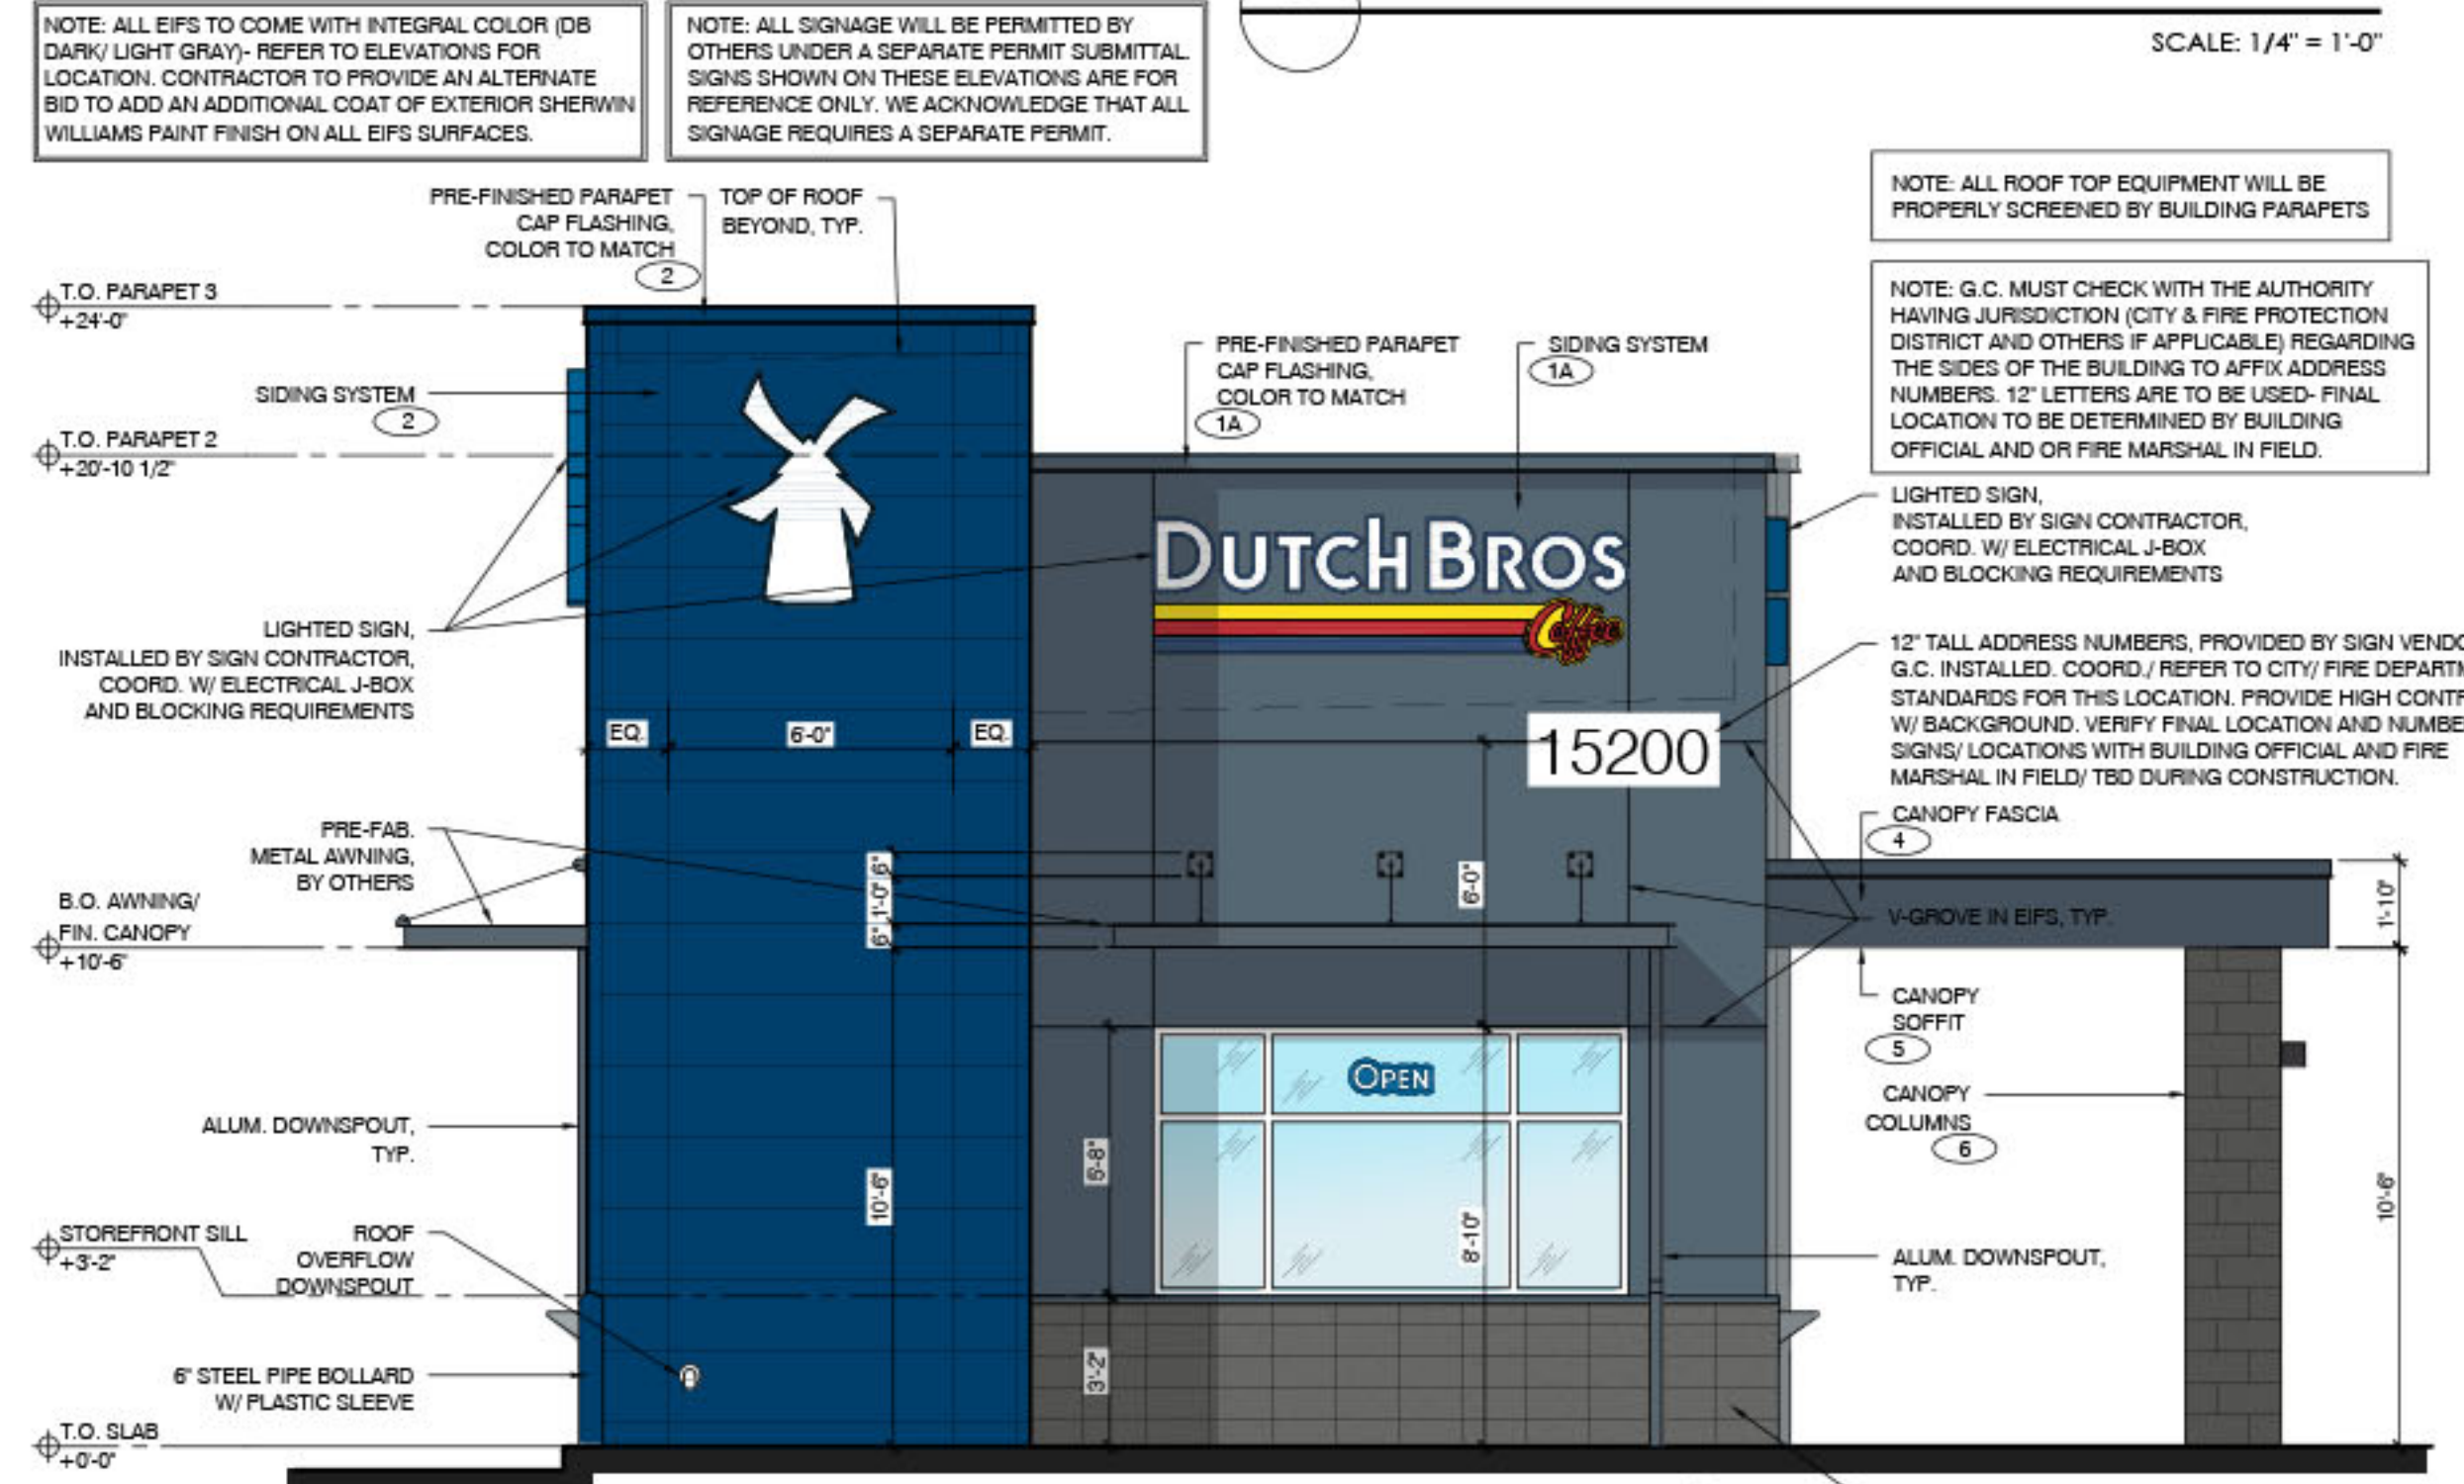 NOTE: ALL EIFS TO COME WITH INTEGRAL COLOR (DB
DARK/ LIGHT GRAY)- REFER TO ELEVATIONS FOR
LOCATION. CONTRACTOR TO PROVIDE AN ALTERNATE
BID TO ADD AN ADDITIONAL COAT OF EXTERIOR SHERWIN
WILLIAMS PAINT FINISH ON ALL EIFS SURFACES.
NOTE: ALL SIGNAGE WILL BE PERMITTED BY
OTHERS UNDER A SEPARATE PERMIT SUBMITTAL.
SIGNS SHOWN ON THESE ELEVATIONS ARE FOR
REFERENCE ONLY. WE ACKNOWLEDGE THAT ALL
SIGNAGE REQUIRES A SEPARATE PERMIT.
SCALE: 1/4" = 1'-0"
NOTE: ALL ROOF TOP EQUIPMENT WILL BE
PROPERLY SCREENED BY BUILDING PARAPETS
NOTE: G.C. MUST CHECK WITH THE AUTHORITY
HAVING JURISDICTION (CITY & FIRE PROTECTION
DISTRICT AND OTHERS IF APPLICABLE) REGARDING
THE SIDES OF THE BUILDING TO AFFIX ADDRESS
NUMBERS. 12" LETTERS ARE TO BE USED- FINAL
LOCATION TO BE DETERMINED BY BUILDING
OFFICIAL AND OR FIRE MARSHAL IN FIELD.
PRE-FINISHED PARAPET
CAP FLASHING,
COLOR TO MATCH
2
TOP OF ROOF
BEYOND, TYP.
T.O. PARAPET 3
+24'-0"
SIDING SYSTEM
2
T.O. PARAPET 2
+20'-10 1/2"
PRE-FINISHED PARAPET
CAP FLASHING,
COLOR TO MATCH
1A
SIDING SYSTEM
1A
DUTCH BROS
Coffee
LIGHTED SIGN,
INSTALLED BY SIGN CONTRACTOR,
COORD. W/ ELECTRICAL J-BOX
AND BLOCKING REQUIREMENTS
LIGHTED SIGN,
INSTALLED BY SIGN CONTRACTOR,
COORD. W/ ELECTRICAL J-BOX
AND BLOCKING REQUIREMENTS
12" TALL ADDRESS NUMBERS, PROVIDED BY SIGN
G.C. INSTALLED. COORD./ REFER TO CITY/ FIRE
STANDARDS FOR THIS LOCATION. PROVIDE HIGH
W/ BACKGROUND. VERIFY FINAL LOCATION AND
SIGNS/ LOCATIONS WITH BUILDING OFFICIAL AND FIRE
MARSHAL IN FIELD/ TBD DURING CONSTRUCTION.
EQ.
6'-0"
EQ.
15200
PRE-FAB.
METAL AWNING,
BY OTHERS
6"
1'-0"
6"
6'-0"
CANOPY FASCIA
4
V-GROVE IN EIFS, TYP.
1'-10"
B.O. AWNING/
FIN. CANOPY
+10'-6"
CANOPY
SOFFIT
5
CANOPY
COLUMNS
6
OPEN
ALUM. DOWNSPOUT,
TYP.
10'-6"
6'-8"
8'-10"
10'-6"
STOREFRONT SILL
+3'-2"
ROOF
OVERFLOW
DOWNSPOUT
ALUM. DOWNSPOUT,
TYP.
6" STEEL PIPE BOLLARD
W/ PLASTIC SLEEVE
3'-2"
T.O. SLAB
+0'-0"